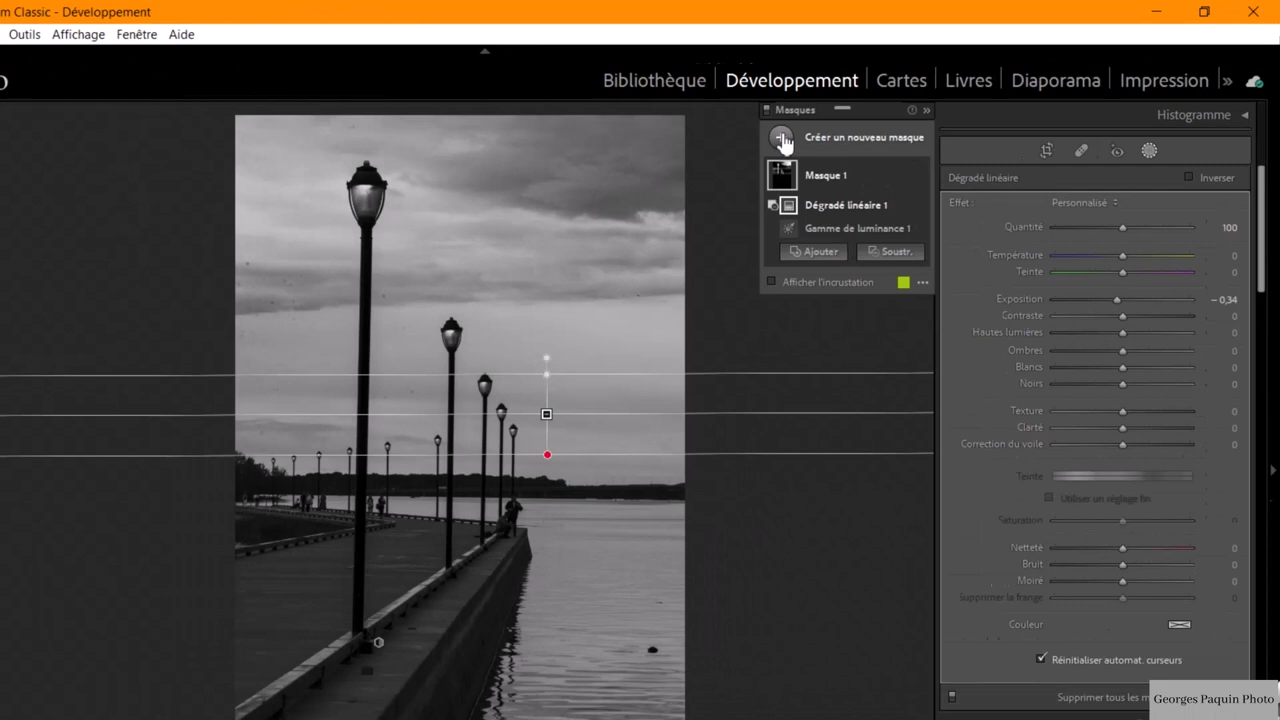 m Classic - Développement
Outils Affichage Fenêtre Aide
Bibliothèque Développement Cartes Livres Diaporama Impression »
Histogramme
Masques
Créer un nouveau masque
Masque 1
Dégradé linéaire 1
Gamme de luminance 1
Ajouter Soustr.
Afficher l'incrustation
Dégradé linéaire Inverser
Effet : Personnalisé
Quantité 100
Température 0
Teinte 0
Exposition – 0,34
Contraste 0
Hautes lumières 0
Ombres 0
Blancs 0
Noirs 0
Texture 0
Clarté 0
Correction du voile 0
Teinte
Utiliser un réglage fin
Saturation 0
Netteté 0
Bruit 0
Moiré 0
Supprimer la frange 0
Couleur
Réinitialiser automat. curseurs
Supprimer tous les m
Georges Paquin Photo